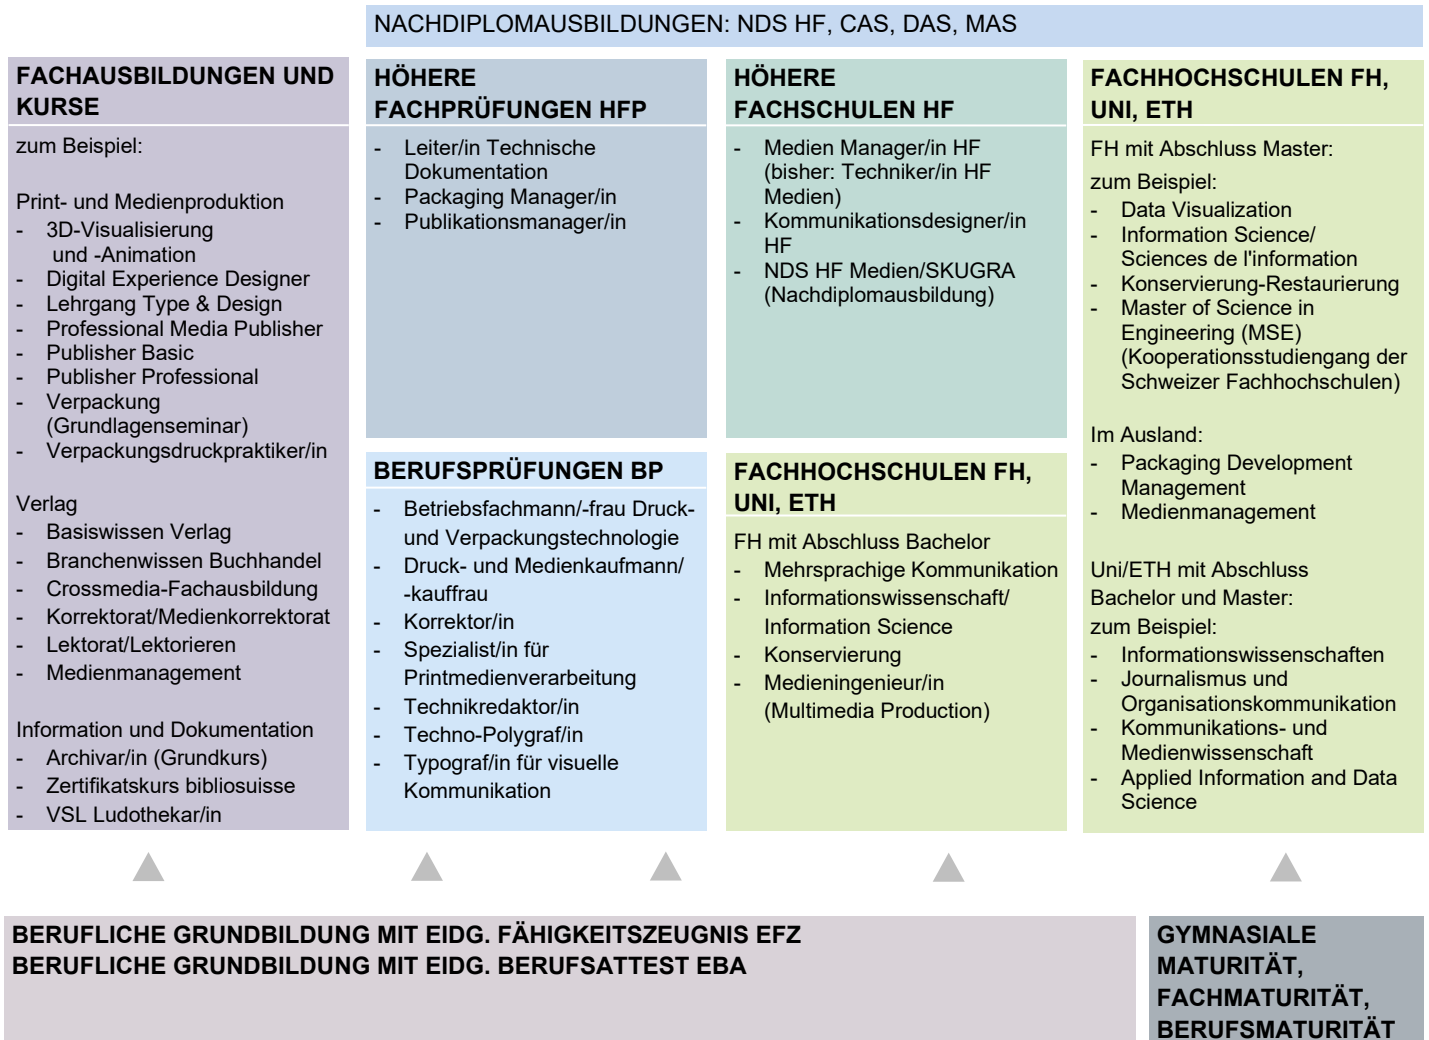 NACHDIPLOMAUSBILDUNGEN: NDS HF, CAS, DAS, MAS
FACHAUSBILDUNGEN UND
KURSE
zum Beispiel:
Print- und Medienproduktion
- 3D-Visualisierung
und -Animation
- Digital Experience Designer
- Lehrgang Type & Design
- Professional Media Publisher
- Publisher Basic
- Publisher Professional
- Verpackung
(Grundlagenseminar)
- Verpackungsdruckpraktiker/in
Verlag
- Basiswissen Verlag
- Branchenwissen Buchhandel
- Crossmedia-Fachausbildung
- Korrektorat/Medienkorrektorat
- Lektorat/Lektorieren
- Medienmanagement
Information und Dokumentation
- Archivar/in (Grundkurs)
- Zertifikatskurs bibliosuisse
- VSL Ludothekar/in
HÖHERE
FACHPRÜFUNGEN HFP
- Leiter/in Technische
Dokumentation
- Packaging Manager/in
- Publikationsmanager/in
BERUFSPRÜFUNGEN BP
- Betriebsfachmann/-frau Druck-
und Verpackungstechnologie
- Druck- und Medienkaufmann/
-kauffrau
- Korrektor/in
- Spezialist/in für
Printmedienverarbeitung
- Technikredaktor/in
- Techno-Polygraf/in
- Typograf/in für visuelle
Kommunikation
HÖHERE
FACHSCHULEN HF
- Medien Manager/in HF
(bisher: Techniker/in HF
Medien)
- Kommunikationsdesigner/in
HF
- NDS HF Medien/SKUGRA
(Nachdiplomausbildung)
FACHHOCHSCHULEN FH,
UNI, ETH
FH mit Abschluss Bachelor
- Mehrsprachige Kommunikation
- Informationswissenschaft/
Information Science
- Konservierung
- Medieningenieur/in
(Multimedia Production)
FACHHOCHSCHULEN FH,
UNI, ETH
FH mit Abschluss Master:
zum Beispiel:
- Data Visualization
- Information Science/
Sciences de l'information
- Konservierung-Restaurierung
- Master of Science in
Engineering (MSE)
(Kooperationsstudiengang der
Schweizer Fachhochschulen)
Im Ausland:
- Packaging Development
Management
- Medienmanagement
Uni/ETH mit Abschluss
Bachelor und Master:
zum Beispiel:
- Informationswissenschaften
- Journalismus und
Organisationskommunikation
- Kommunikations- und
Medienwissenschaft
- Applied Information and Data
Science
BERUFLICHE GRUNDBILDUNG MIT EIDG. FÄHIGKEITSZEUGNIS EFZ
BERUFLICHE GRUNDBILDUNG MIT EIDG. BERUFSATTEST EBA
GYMNASIALE
MATURITÄT,
FACHMATURITÄT,
BERUFSMATURITÄT